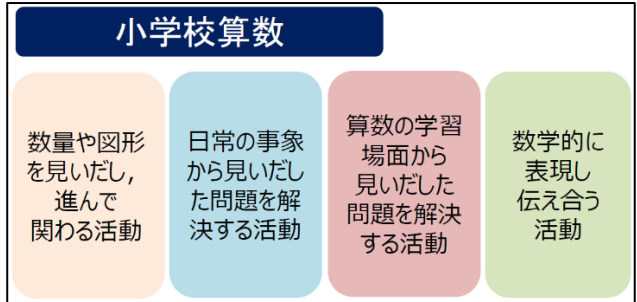 小学校算数
数量や図形
を見いだし，
進んで
関わる活動
日常の事象
から見いだし
た問題を解
決する活動
算数の学習
場面から
見いだした
問題を解決
する活動
数学的に
表現し
伝え合う
活動